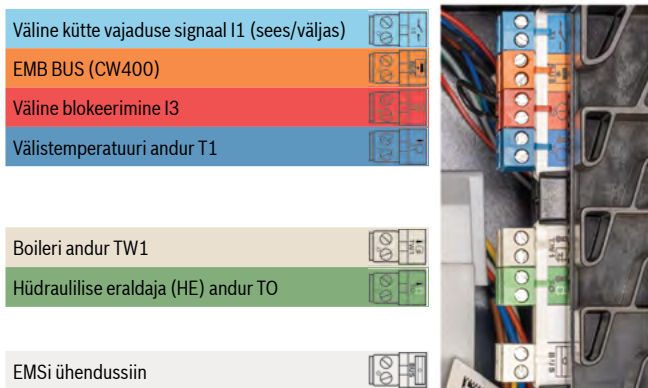 Väline kütte vajaduse signaal I1 (sees/väljas)
EMB BUS (CW400)
Väline blokeerimine I3
Välistemperatuuri andur T1
Boileri andur TW1
Hüdraulilise eraldaja (HE) andur TO
EMSi ühendussiin
BUS